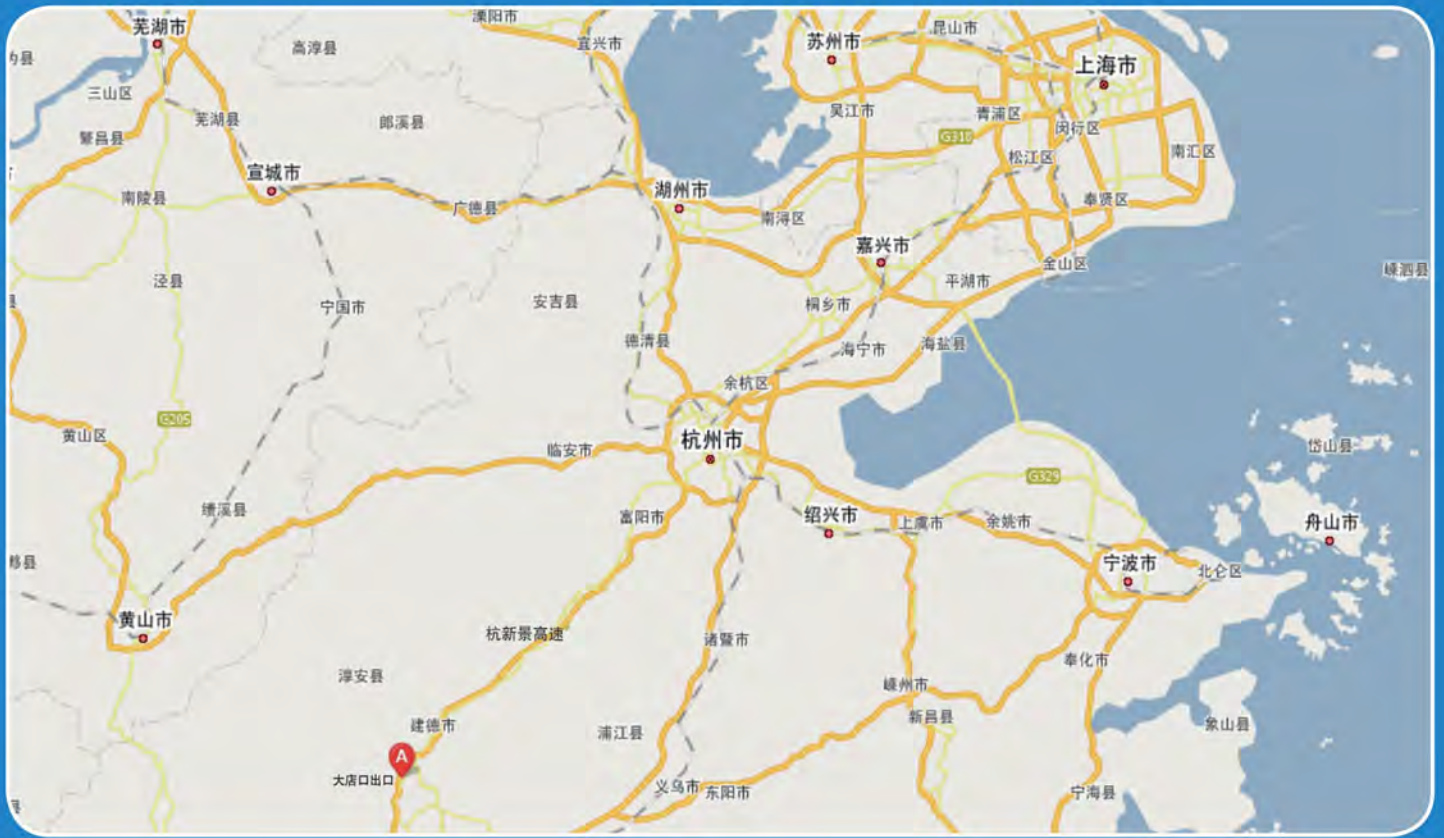 芜湖市
溧阳市
宜兴市
苏州市
昆山市
上海市
高淳县
三山区
芜湖县
郎溪县
吴江市
青浦区
闵行区
繁昌县
G318
松江区
南汇区
宣城市
湖州市
南陵县
广德县
南浔区
奉贤区
嘉兴市
金山区
嵊泗县
泾县
平湖市
宁国市
安吉县
桐乡市
德清县
海宁市
海盐县
余杭区
G205
黄山区
杭州市
临安市
岱山县
G329
绩溪县
富阳市
绍兴市
上虞市
余姚市
舟山市
宁波市
北仑区
黄山市
杭新景高速
诸暨市
奉化市
淳安县
嵊州市
建德市
浦江县
新昌县
象山县
A
大店口出口
义乌市
东阳市
宁海县